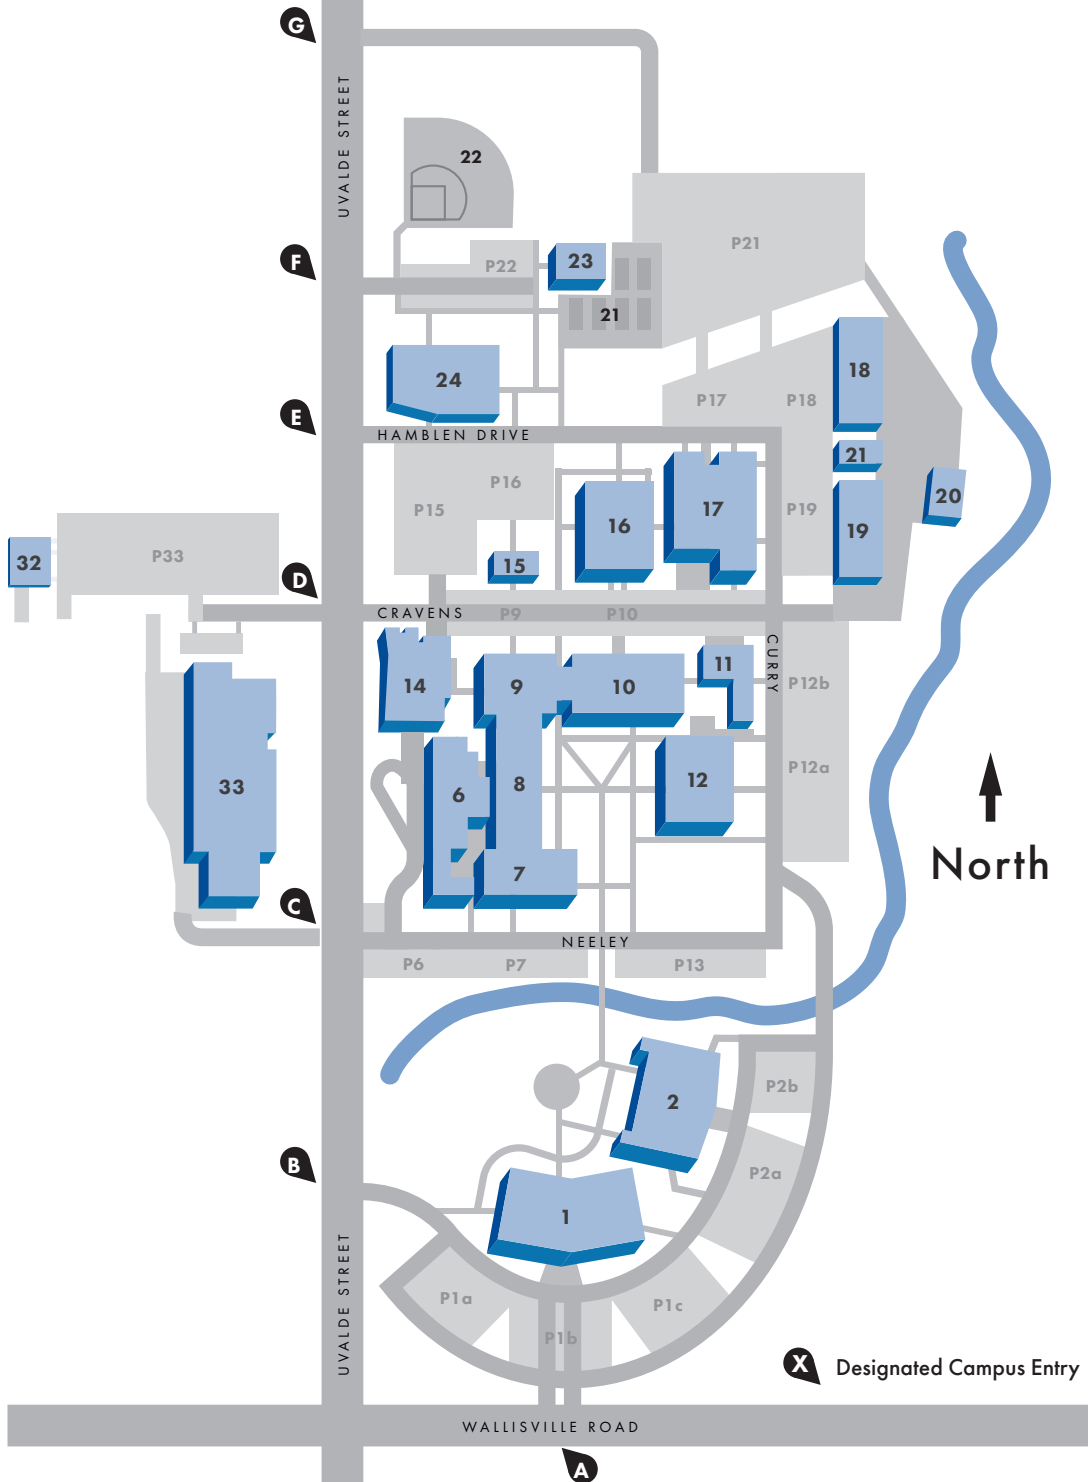 G
UVALDE STREET
22
F
P22
23
P21
21
24
18
E
P17
P18
HAMBLEN DRIVE
21
P16
P15
16
17
P19
19
20
P33
32
15
D
CRAVENS
P9
P10
CURRY
14
9
10
11
P12b
33
6
8
12
P12a
North
7
C
NEELEY
P6
P7
P13
2
P2b
B
P2a
1
UVALDE STREET
P1a
P1b
P1c
X
Designated Campus Entry
WALLISVILLE ROAD
A